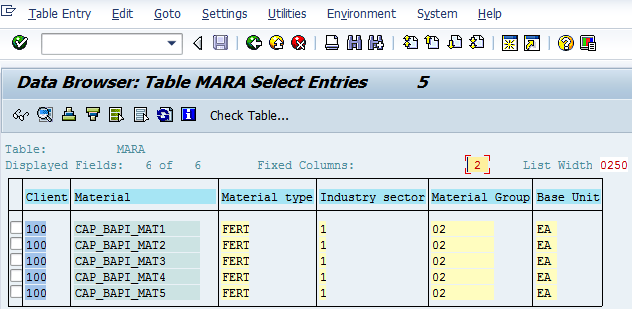 Table Entry Edit Goto Settings Utilities Environment System Help
Data Browser: Table MARA Select Entries 5
Check Table...
Table: MARA
Displayed Fields: 6 of 6 Fixed Columns: 2 List Width 0250
Client Material Material type Industry sector Material Group Base Unit
100 CAP_BAPI_MAT1 FERT 1 02 EA
100 CAP_BAPI_MAT2 FERT 1 02 EA
100 CAP_BAPI_MAT3 FERT 1 02 EA
100 CAP_BAPI_MAT4 FERT 1 02 EA
100 CAP_BAPI_MAT5 FERT 1 02 EA